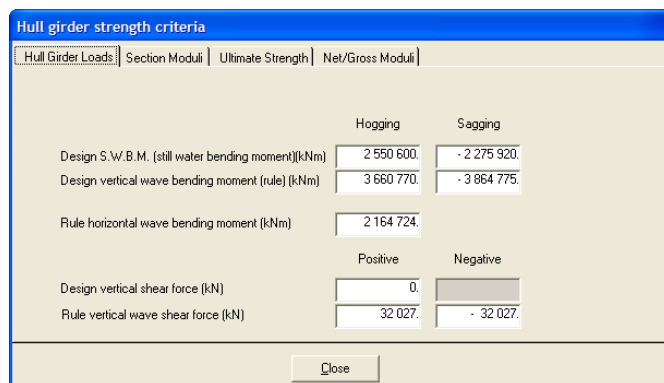 Hull girder strength criteria
Hull Girder Loads Section Moduli Ultimate Strength Net/Gross Moduli
Hogging Sagging
Design S.W.B.M. (still water bending moment)(kNm) 2 550 600. - 2 275 920.
Design vertical wave bending moment (rule) (kNm) 3 660 770. - 3 864 775.
Rule horizontal wave bending moment (kNm) 2 164 724.
Positive Negative
Design vertical shear force (kN) 0.
Rule vertical wave shear force (kN) 32 027. - 32 027.
Close